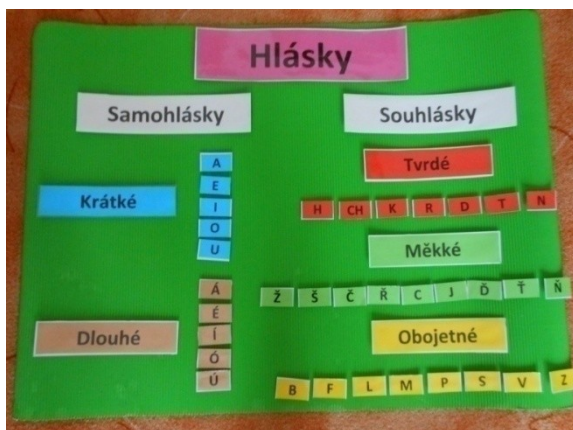 Hlásky
Samohlásky
Krátké
A
E
I
O
U
Dlouhé
Á
É
Í
Ó
Ú
Souhlásky
Tvrdé
H CH K R D T N
Měkké
Ž Š Č Ř C J Ď Ť Ň
Obojetné
B F L M P S V Z